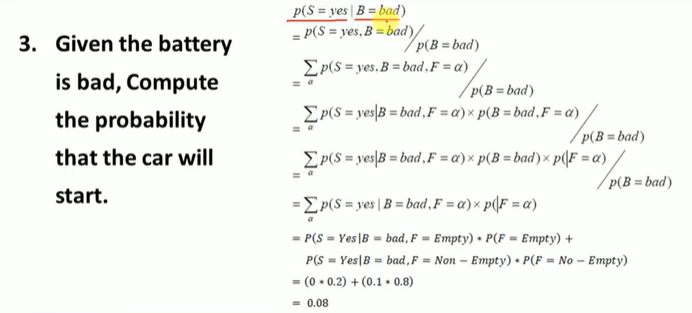 3. Given the battery
is bad, Compute
the probability
that the car will
start.
p(S = yes | B = bad)
= p(S = yes, B = bad) / p(B = bad)
= ∑α p(S = yes, B = bad, F = α) / p(B = bad)
= ∑α p(S = yes|B = bad, F = α) × p(B = bad, F = α) / p(B = bad)
= ∑α p(S = yes|B = bad, F = α) × p(B = bad) × p(|F = α) / p(B = bad)
= ∑α p(S = yes | B = bad, F = α) × p(|F = α)
= P(S = Yes|B = bad, F = Empty) * P(F = Empty) +
P(S = Yes|B = bad, F = Non − Empty) * P(F = No − Empty)
= (0 * 0.2) + (0.1 * 0.8)
= 0.08